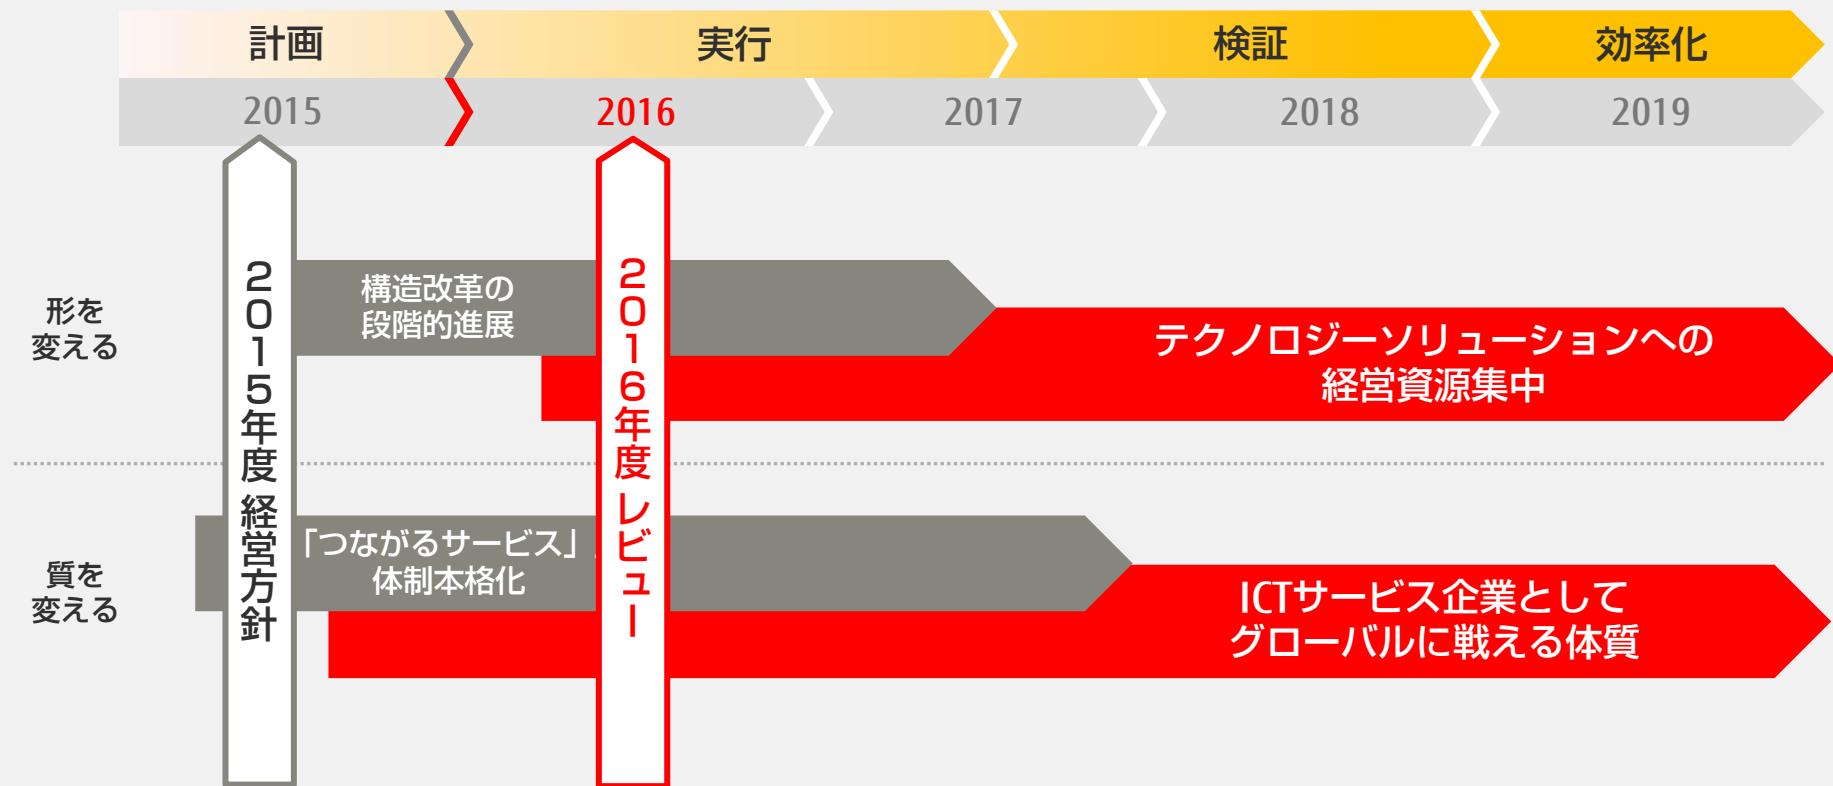 計画
実行
検証
効率化
2015
2016
2017
2018
2019
形を
変える
2015年度 経営方針
構造改革の
段階的進展
2016年度 レビュー
テクノロジーソリューションへの
経営資源集中
質を
変える
「つながるサービス」
体制本格化
ICTサービス企業として
グローバルに戦える体質